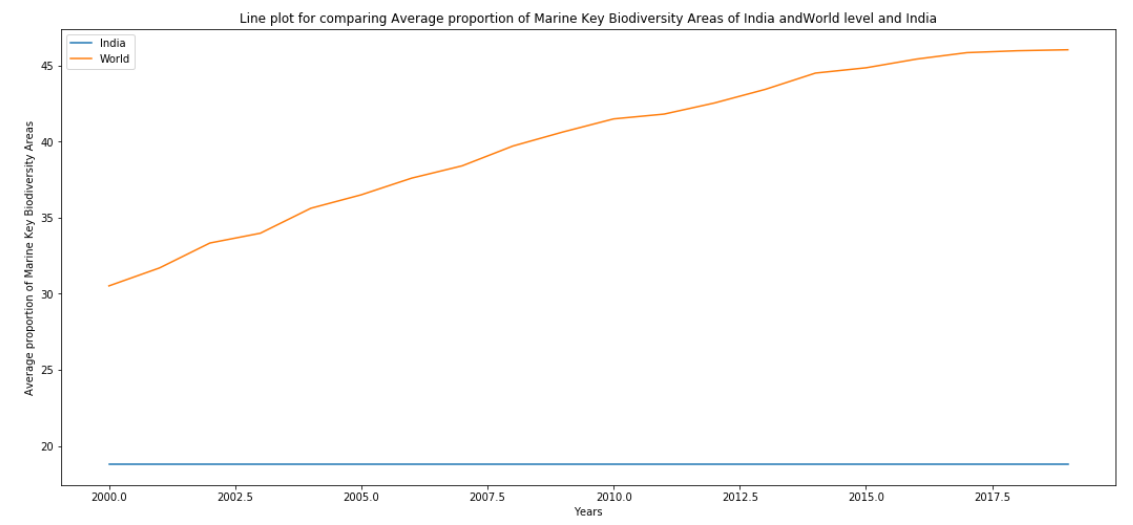 Line plot for comparing Average proportion of Marine Key Biodiversity Areas of India andWorld level and India
India
World
Average proportion of Marine Key Biodiversity Areas
45
40
35
30
25
20
2000.0 2002.5 2005.0 2007.5 2010.0 2012.5 2015.0 2017.5
Years